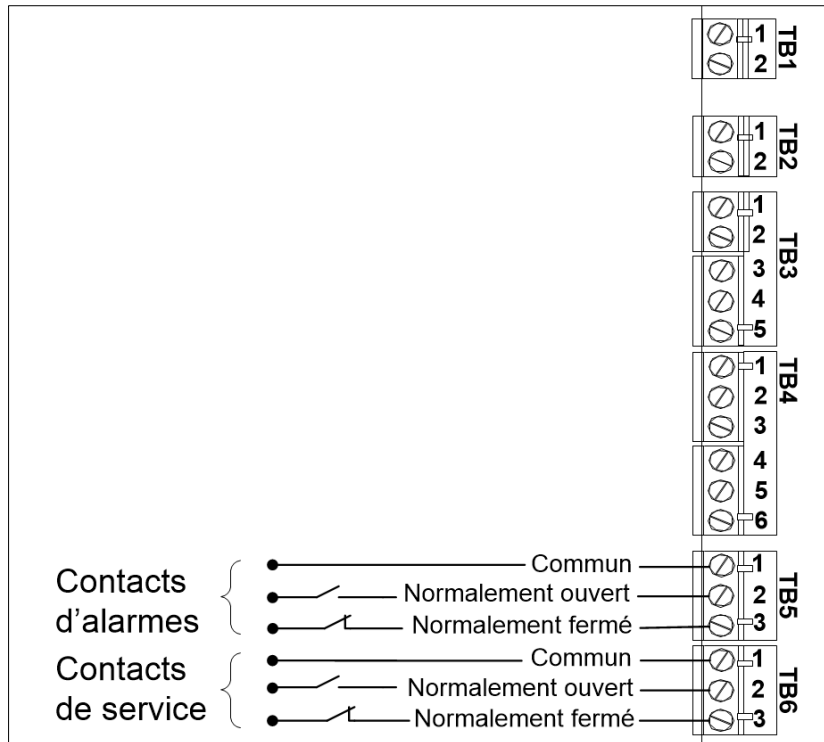 1
2
TB1
1
2
TB2
1
2
3
4
5
TB3
1
2
3
4
5
6
TB4
Contacts
d'alarmes
Commun 1
Normalement ouvert 2
Normalement fermé 3
TB5
Contacts
de service
Commun 1
Normalement ouvert 2
Normalement fermé 3
TB6